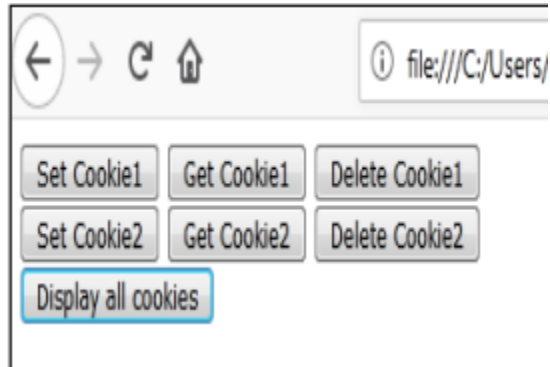 file:///C:/Users/
Set Cookie1 Get Cookie1 Delete Cookie1
Set Cookie2 Get Cookie2 Delete Cookie2
Display all cookies